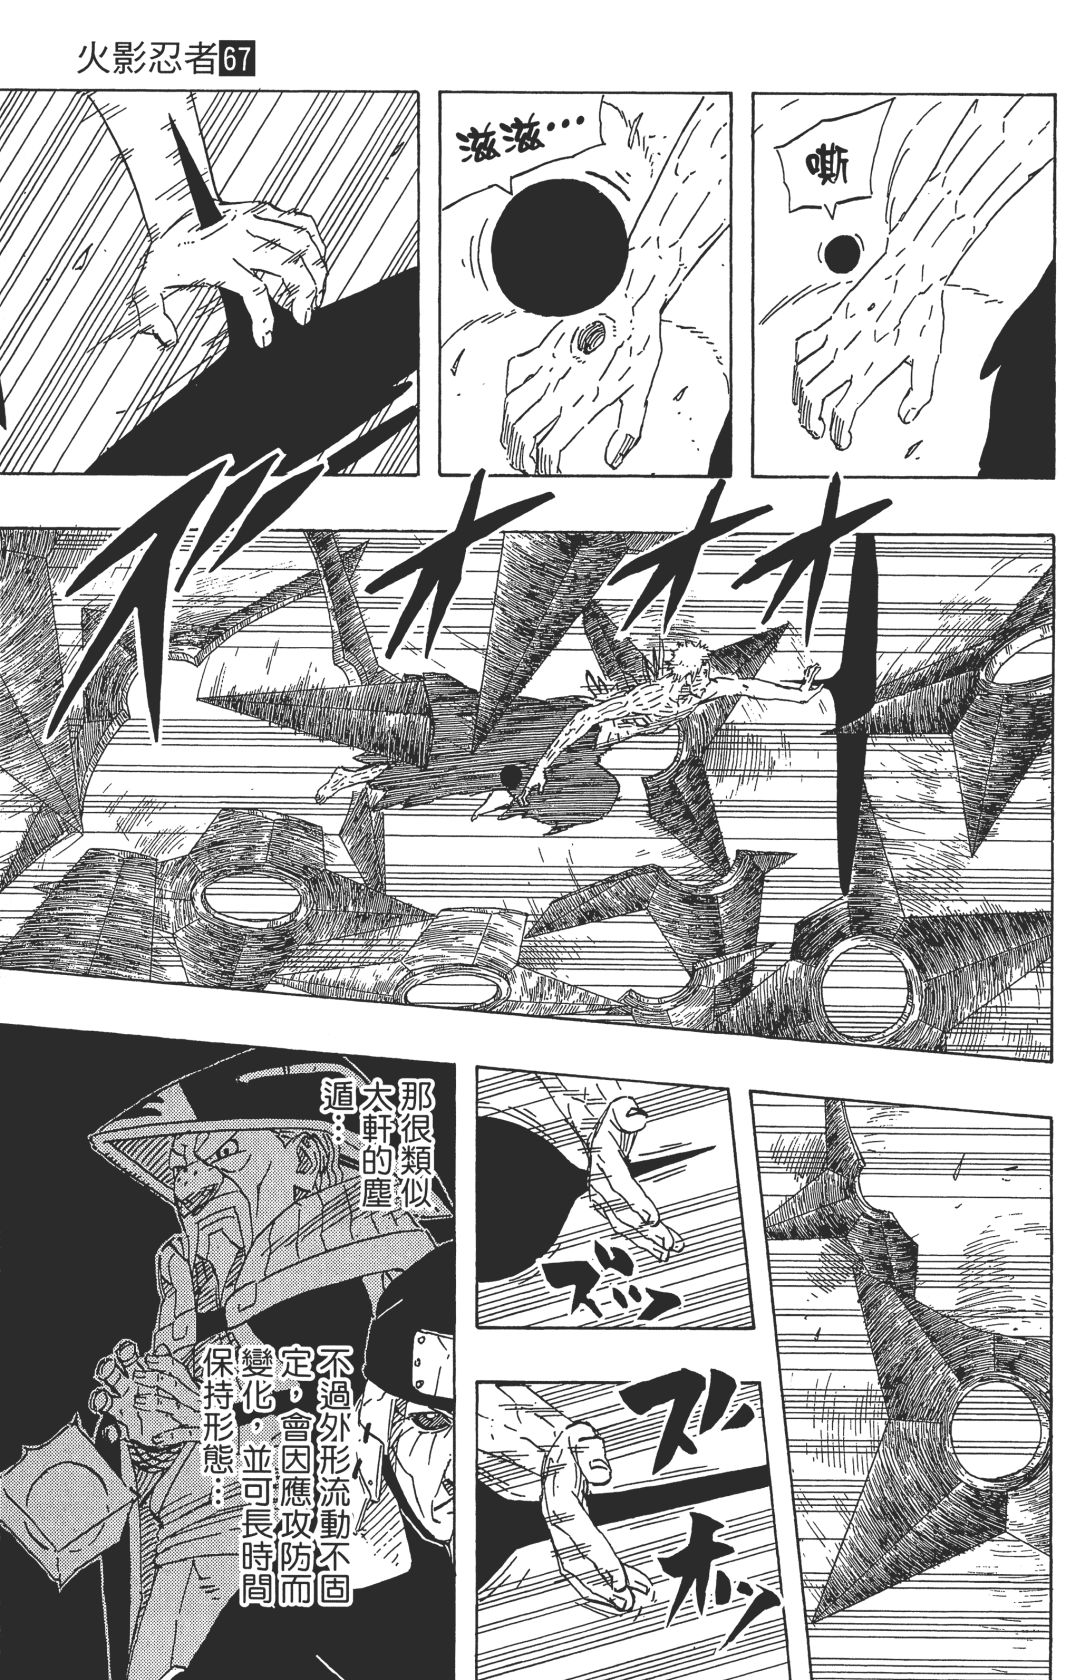 火影忍者67
嘶
滋滋…
オオオ
ズズッ
ズボッ
那很類似
大軒的塵
遁…
不過外形流動不固
定，會因應攻防而
變化，並可長時間
保持形態…